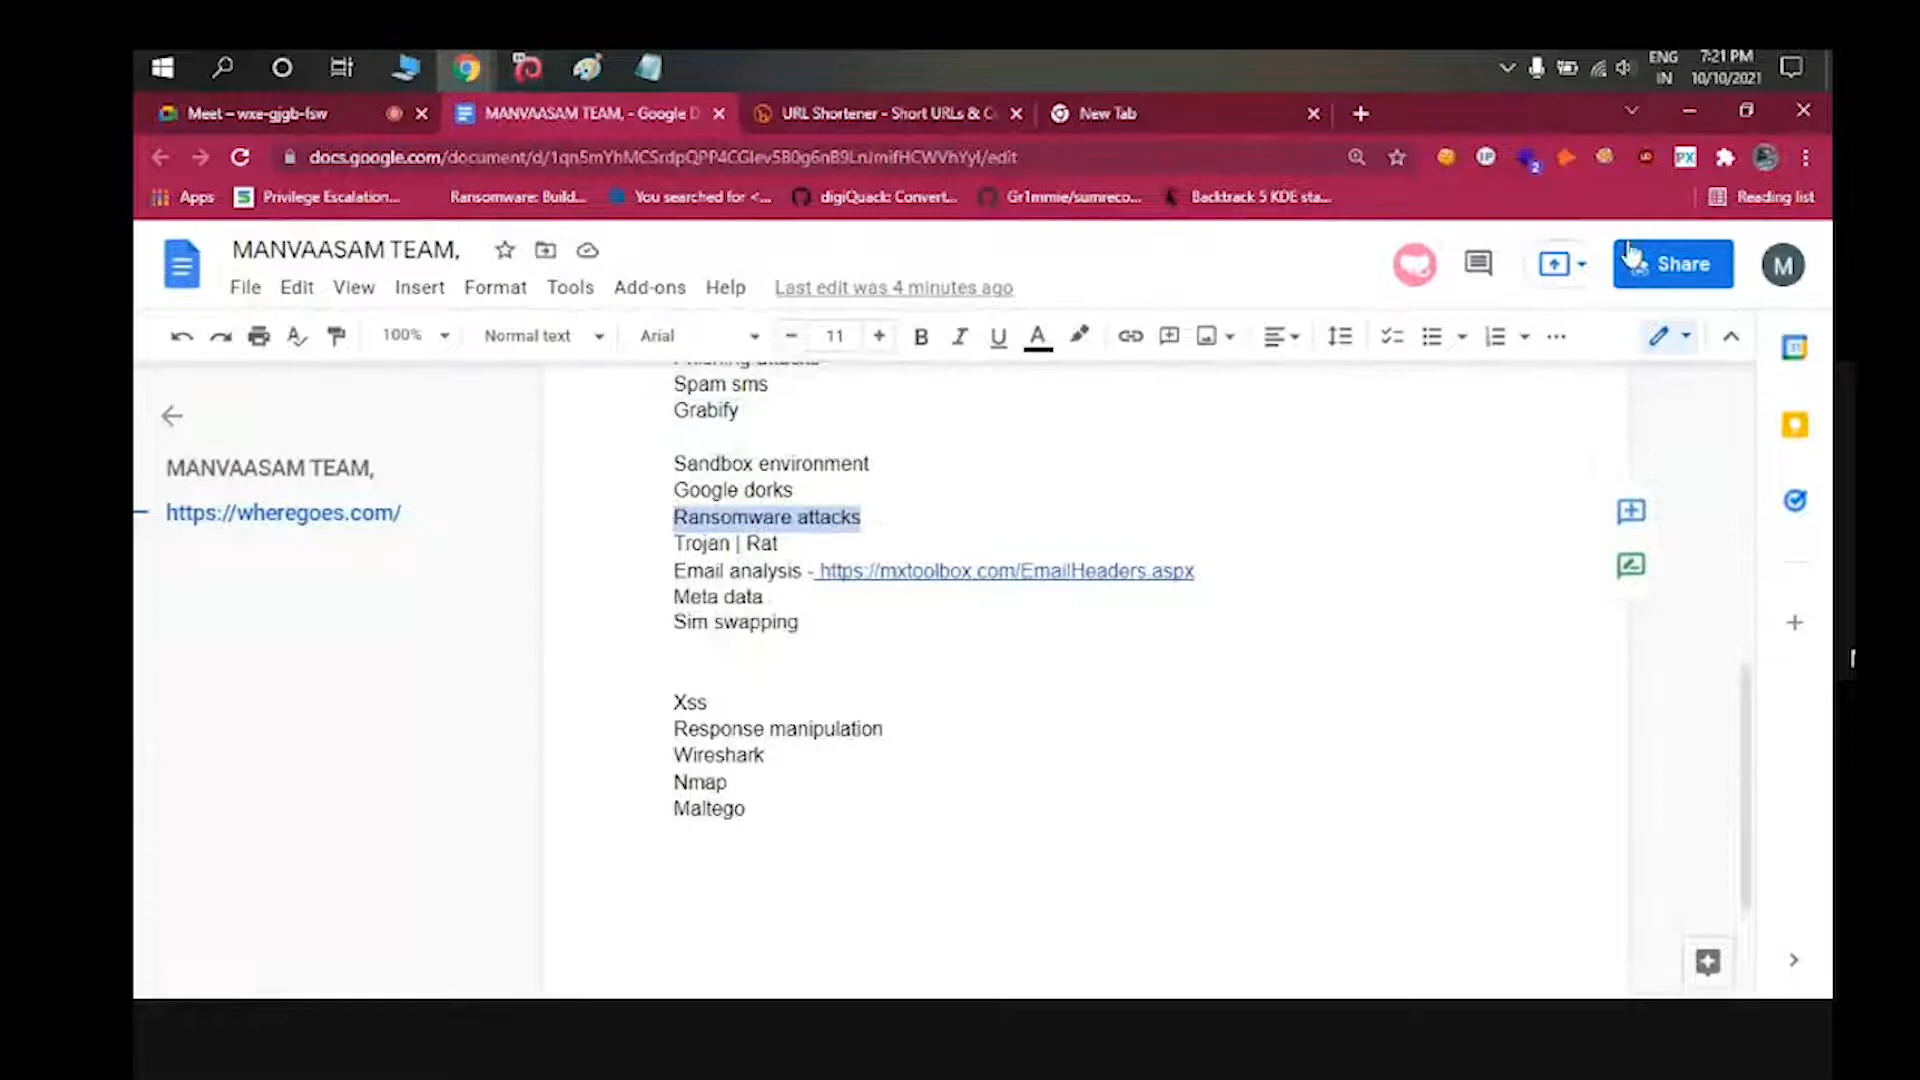 ENG
7:21 PM
IN
10/10/2021
Meet – wxe-gjgb-fsw
MANVAASAM TEAM, - Google D
URL Shortener - Short URLs & C
New Tab
docs.google.com/document/d/1qn5mYhMCSrdpQPP4CGlev5B0g6nB9LnJmifHCWVhYyI/edit
Apps
Privilege Escalation...
Ransomware: Build...
You searched for <...
digiQuack: Convert...
Gr1mmie/sumreco...
Backtrack 5 KDE sta...
Reading list
MANVAASAM TEAM,
Share
M
File Edit View Insert Format Tools Add-ons Help Last edit was 4 minutes ago
100% Normal text Arial 11 B I U A
Phishing attacks
Spam sms
Grabify
MANVAASAM TEAM,
https://wheregoes.com/
Sandbox environment
Google dorks
Ransomware attacks
Trojan | Rat
Email analysis - https://mxtoolbox.com/EmailHeaders.aspx
Meta data
Sim swapping
Xss
Response manipulation
Wireshark
Nmap
Maltego